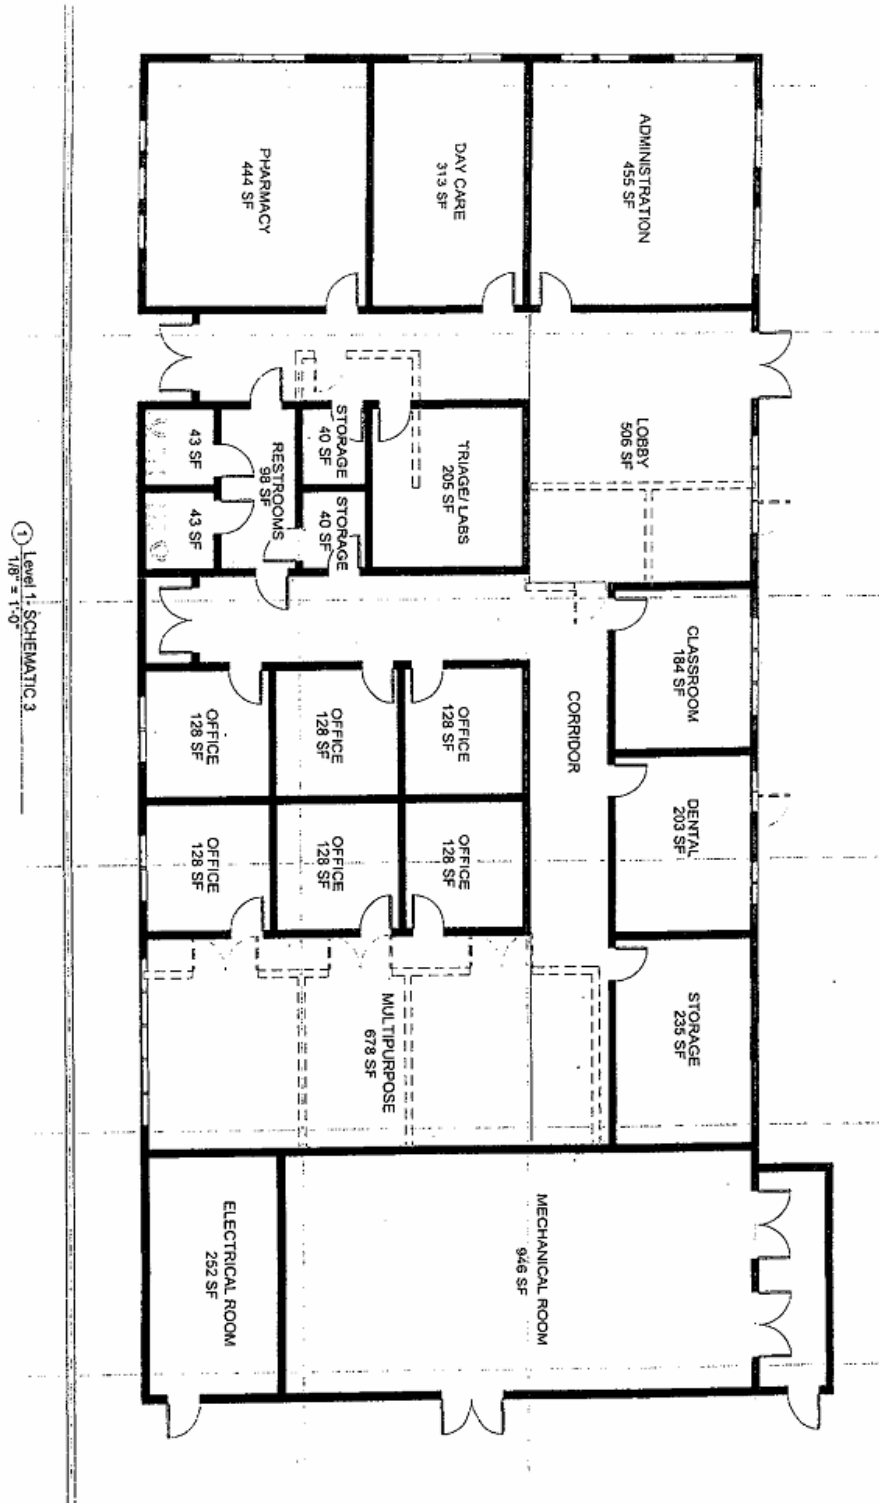 PHARMACY
444 SF
DAY CARE
313 SF
ADMINISTRATION
455 SF
LOBBY
506 SF
43 SF
43 SF
RESTROOMS
98 SF
STORAGE
40 SF
STORAGE
40 SF
TRIAGE/ LABS
205 SF
CLASSROOM
184 SF
CORRIDOR
OFFICE
128 SF
OFFICE
128 SF
OFFICE
128 SF
DENTAL
203 SF
OFFICE
128 SF
OFFICE
128 SF
OFFICE
128 SF
STORAGE
235 SF
MULTIPURPOSE
678 SF
ELECTRICAL ROOM
252 SF
MECHANICAL ROOM
946 SF
1 Level 1- SCHEMATIC 3
1/8" = 1'-0"